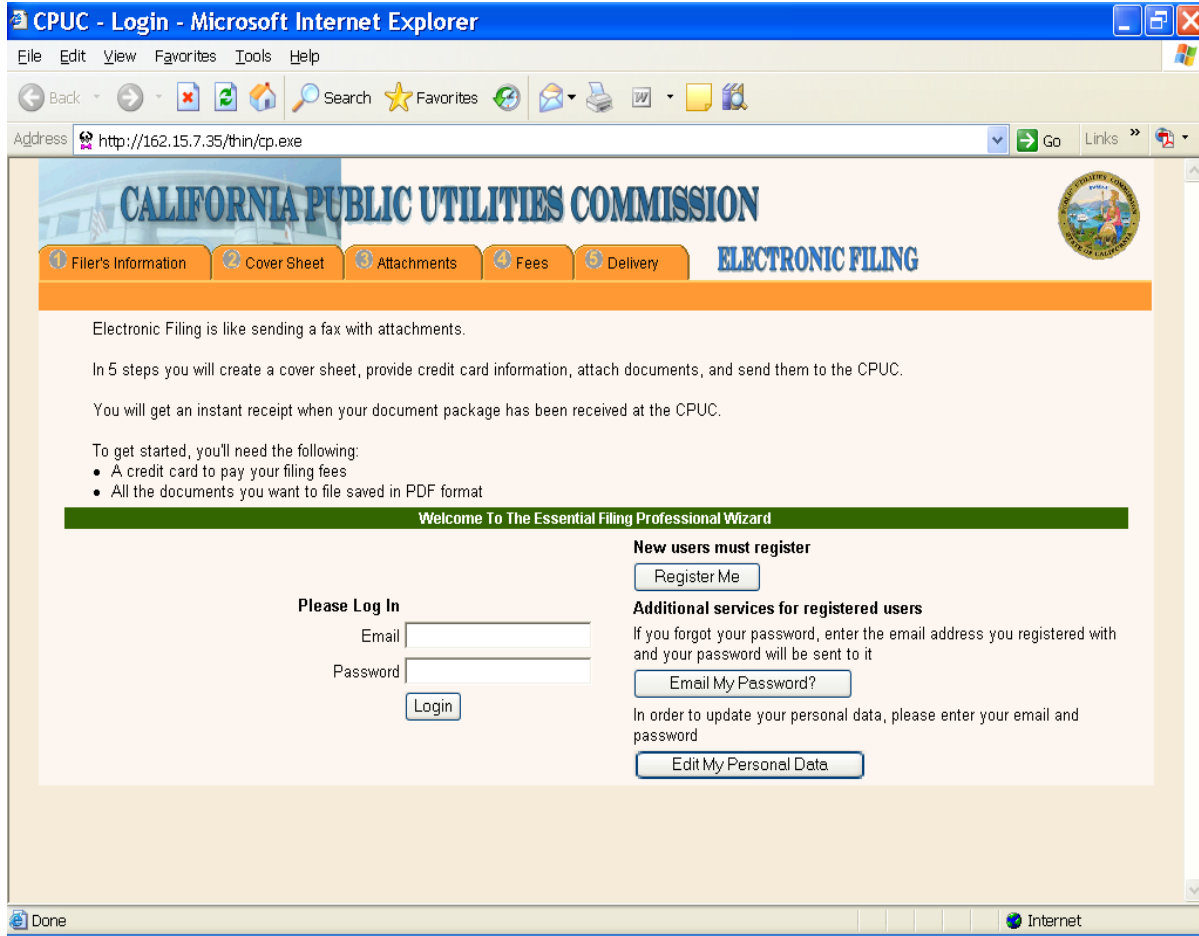 CPUC - Login - Microsoft Internet Explorer
File Edit View Favorites Tools Help
Back Search Favorites
Address http://162.15.7.35/thin/cp.exe Go Links »
CALIFORNIA PUBLIC UTILITIES COMMISSION
1 Filer's Information 2 Cover Sheet 3 Attachments 4 Fees 5 Delivery ELECTRONIC FILING
Electronic Filing is like sending a fax with attachments.
In 5 steps you will create a cover sheet, provide credit card information, attach documents, and send them to the CPUC.
You will get an instant receipt when your document package has been received at the CPUC.
To get started, you'll need the following:
• A credit card to pay your filing fees
• All the documents you want to file saved in PDF format
Welcome To The Essential Filing Professional Wizard
Please Log In
Email
Password
Login
New users must register
Register Me
Additional services for registered users
If you forgot your password, enter the email address you registered with
and your password will be sent to it
Email My Password?
In order to update your personal data, please enter your email and
password
Edit My Personal Data
Done Internet